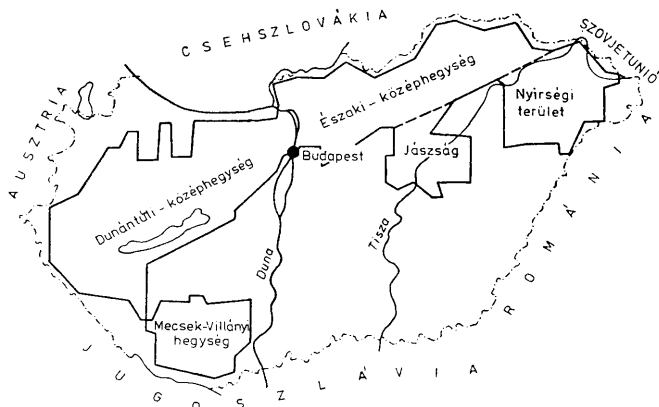 CSEHSZLOVÁKIA
SZOVJETUNIÓ
AUSZTRIA
Északi-középhegység
Nyírségi
terület
Budapest
Jászság
ROMÁNIA
Dunántúli-középhegység
Duna
Tisza
Mecsek-Villányi
hegység
JUGOSZLÁVIA